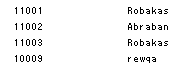 11001 Robakas
11002 Abraban
11003 Robakas
10009 rewqa